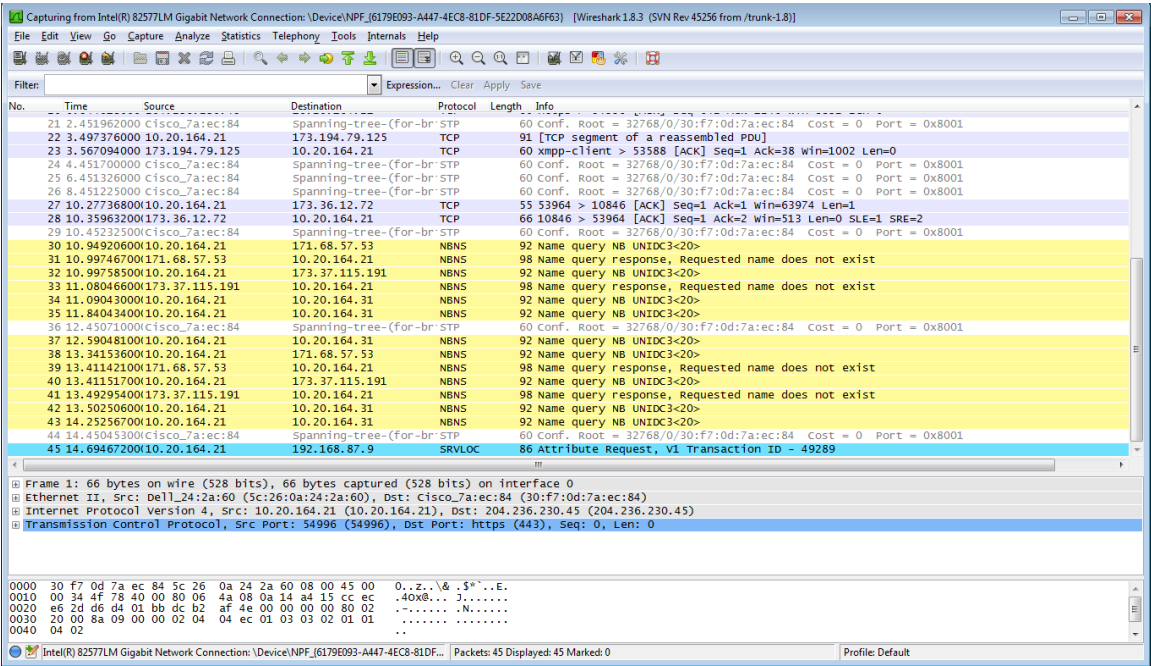 Capturing from Intel(R) 82577LM Gigabit Network Connection: \Device\NPF_{6179E093-A447-4EC8-81DF-5E22D08A6F63} [Wireshark 1.8.3 (SVN Rev 45256 from /trunk-1.8)]
File Edit View Go Capture Analyze Statistics Telephony Tools Internals Help
Filter: Expression... Clear Apply Save
No. Time Source Destination Protocol Length Info
21 2.451962000 Cisco_7a:ec:84 Spanning-tree-(for-br STP 60 Conf. Root = 32768/0/30:f7:0d:7a:ec:84 Cost = 0 Port = 0x8001
22 3.497376000 10.20.164.21 173.194.79.125 TCP 91 [TCP segment of a reassembled PDU]
23 3.567094000 173.194.79.125 10.20.164.21 TCP 60 xmpp-client > 53588 [ACK] Seq=1 Ack=38 Win=1002 Len=0
24 4.451700000 Cisco_7a:ec:84 Spanning-tree-(for-br STP 60 Conf. Root = 32768/0/30:f7:0d:7a:ec:84 Cost = 0 Port = 0x8001
25 6.451326000 Cisco_7a:ec:84 Spanning-tree-(for-br STP 60 Conf. Root = 32768/0/30:f7:0d:7a:ec:84 Cost = 0 Port = 0x8001
26 8.451225000 Cisco_7a:ec:84 Spanning-tree-(for-br STP 60 Conf. Root = 32768/0/30:f7:0d:7a:ec:84 Cost = 0 Port = 0x8001
27 10.27736800(10.20.164.21 173.36.12.72 TCP 55 53964 > 10846 [ACK] Seq=1 Ack=1 Win=63974 Len=1
28 10.35963200(173.36.12.72 10.20.164.21 TCP 66 10846 > 53964 [ACK] Seq=1 Ack=2 Win=513 Len=0 SLE=1 SRE=2
29 10.45232500(Cisco_7a:ec:84 Spanning-tree-(for-br STP 60 Conf. Root = 32768/0/30:f7:0d:7a:ec:84 Cost = 0 Port = 0x8001
30 10.94920600(10.20.164.21 171.68.57.53 NBNS 92 Name query NB UNIDC3<20>
31 10.99746700(171.68.57.53 10.20.164.21 NBNS 98 Name query response, Requested name does not exist
32 10.99758500(10.20.164.21 173.37.115.191 NBNS 92 Name query NB UNIDC3<20>
33 11.08046600(173.37.115.191 10.20.164.21 NBNS 98 Name query response, Requested name does not exist
34 11.09043000(10.20.164.21 10.20.164.31 NBNS 92 Name query NB UNIDC3<20>
35 11.84043400(10.20.164.21 10.20.164.31 NBNS 92 Name query NB UNIDC3<20>
36 12.45071000(Cisco_7a:ec:84 Spanning-tree-(for-br STP 60 Conf. Root = 32768/0/30:f7:0d:7a:ec:84 Cost = 0 Port = 0x8001
37 12.59048100(10.20.164.21 10.20.164.31 NBNS 92 Name query NB UNIDC3<20>
38 13.34153600(10.20.164.21 171.68.57.53 NBNS 92 Name query NB UNIDC3<20>
39 13.41142100(171.68.57.53 10.20.164.21 NBNS 98 Name query response, Requested name does not exist
40 13.41151700(10.20.164.21 173.37.115.191 NBNS 92 Name query NB UNIDC3<20>
41 13.49295400(173.37.115.191 10.20.164.21 NBNS 98 Name query response, Requested name does not exist
42 13.50250600(10.20.164.21 10.20.164.31 NBNS 92 Name query NB UNIDC3<20>
43 14.25256700(10.20.164.21 10.20.164.31 NBNS 92 Name query NB UNIDC3<20>
44 14.45045300(Cisco_7a:ec:84 Spanning-tree-(for-br STP 60 Conf. Root = 32768/0/30:f7:0d:7a:ec:84 Cost = 0 Port = 0x8001
45 14.69467200(10.20.164.21 192.168.87.9 SRVLOC 86 Attribute Request, V1 Transaction ID - 49289
Frame 1: 66 bytes on wire (528 bits), 66 bytes captured (528 bits) on interface 0
Ethernet II, Src: Dell_24:2a:60 (5c:26:0a:24:2a:60), Dst: Cisco_7a:ec:84 (30:f7:0d:7a:ec:84)
Internet Protocol Version 4, Src: 10.20.164.21 (10.20.164.21), Dst: 204.236.230.45 (204.236.230.45)
Transmission Control Protocol, Src Port: 54996 (54996), Dst Port: https (443), Seq: 0, Len: 0
0000 30 f7 0d 7a ec 84 5c 26 0a 24 2a 60 08 00 45 00 0..z..\& .$*`..E.
0010 00 34 4f 78 40 00 80 06 4a 08 0a 14 a4 15 cc ec .4Ox@... J.......
0020 e6 2d d6 d4 01 bb dc b2 af 4e 00 00 00 00 80 02 .-...... .N......
0030 20 00 8a 09 00 00 02 04 04 ec 01 03 03 02 01 01 ....... ........
0040 04 02 ..
Intel(R) 82577LM Gigabit Network Connection: \Device\NPF_{6179E093-A447-4EC8-81DF... Packets: 45 Displayed: 45 Marked: 0 Profile: Default